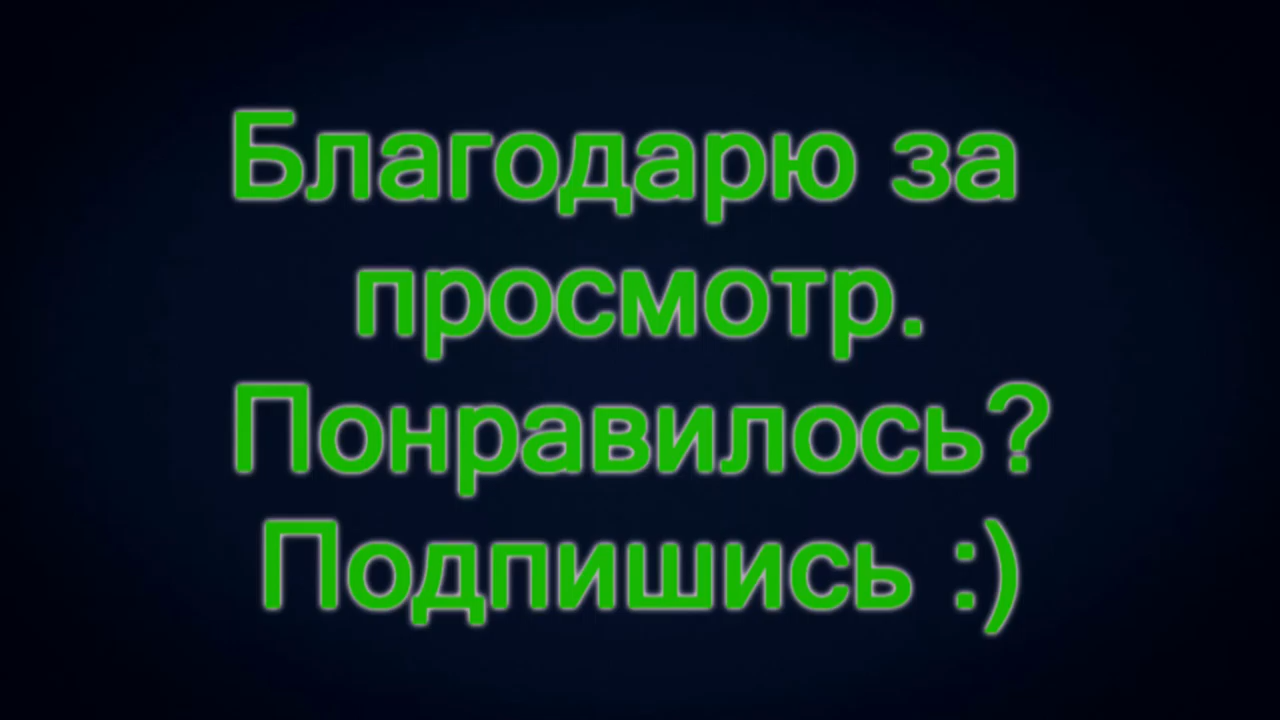 Благодарю за
просмотр.
Понравилось?
Подпишись :)